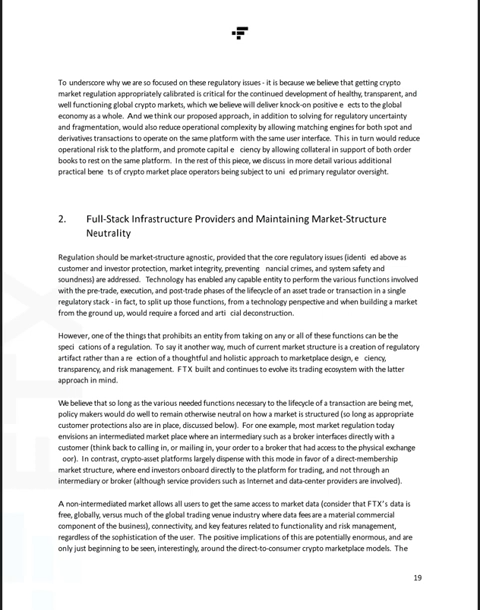 To underscore why we are so focused on these regulatory issues - it is because we believe that getting crypto
market regulation appropriately calibrated is critical for the continued development of healthy, transparent, and
well functioning global crypto markets, which we believe will deliver knock-on positive e ects to the global
economy as a whole. And we think our proposed approach, in addition to solving for regulatory uncertainty
and fragmentation, would also reduce operational complexity by allowing matching engines for both spot and
derivatives transactions to operate on the same platform with the same user interface. This in turn would reduce
operational risk to the platform, and promote capital e ciency by allowing collateral in support of both order
books to rest on the same platform. In the rest of this piece, we discuss in more detail various additional
practical bene ts of crypto market place operators being subject to uni ed primary regulator oversight.
2. Full-Stack Infrastructure Providers and Maintaining Market-Structure
Neutrality
Regulation should be market-structure agnostic, provided that the core regulatory issues (identi ed above as
customer and investor protection, market integrity, preventing nancial crimes, and system safety and
soundness) are addressed. Technology has enabled any capable entity to perform the various functions involved
with the pre-trade, execution, and post-trade phases of the lifecycle of an asset trade or transaction in a single
regulatory stack - in fact, to split up those functions, from a technology perspective and when building a market
from the ground up, would require a forced and arti cial deconstruction.
However, one of the things that prohibits an entity from taking on any or all of these functions can be the
speci cations of a regulation. To say it another way, much of current market structure is a creation of regulatory
artifact rather than a re ection of a thoughtful and holistic approach to marketplace design, e ciency,
transparency, and risk management. FTX built and continues to evolve its trading ecosystem with the latter
approach in mind.
We believe that so long as the various needed functions necessary to the lifecycle of a transaction are being met,
policy makers would do well to remain otherwise neutral on how a market is structured (so long as appropriate
customer protections also are in place, discussed below). For one example, most market regulation today
envisions an intermediated market place where an intermediary such as a broker interfaces directly with a
customer (think back to calling in, or mailing in, your order to a broker that had access to the physical exchange
oor). In contrast, crypto-asset platforms largely dispense with this mode in favor of a direct-membership
market structure, where end investors onboard directly to the platform for trading, and not through an
intermediary or broker (although service providers such as Internet and data-center providers are involved).
A non-intermediated market allows all users to get the same access to market data (consider that FTX's data is
free, globally, versus much of the global trading venue industry where data fees are a material commercial
component of the business), connectivity, and key features related to functionality and risk management,
regardless of the sophistication of the user. The positive implications of this are potentially enormous, and are
only just beginning to be seen, interestingly, around the direct-to-consumer crypto marketplace models. The
19
FTX